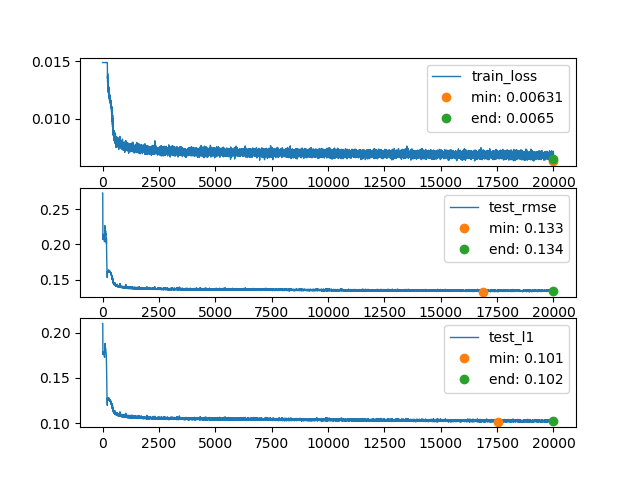 0.015
0.010
train_loss
min: 0.00631
end: 0.0065
0 2500 5000 7500 10000 12500 15000 17500 20000
0.25
0.20
0.15
test_rmse
min: 0.133
end: 0.134
0 2500 5000 7500 10000 12500 15000 17500 20000
0.20
0.15
0.10
test_l1
min: 0.101
end: 0.102
0 2500 5000 7500 10000 12500 15000 17500 20000